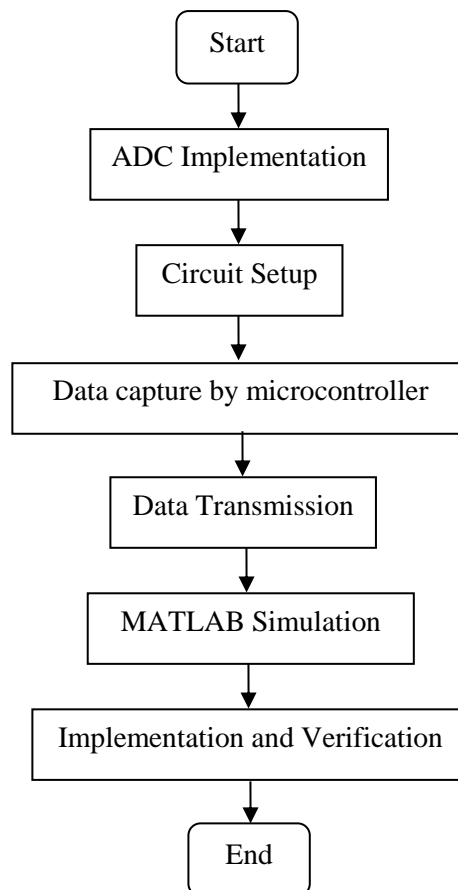 Start
ADC Implementation
Circuit Setup
Data capture by microcontroller
Data Transmission
MATLAB Simulation
Implementation and Verification
End